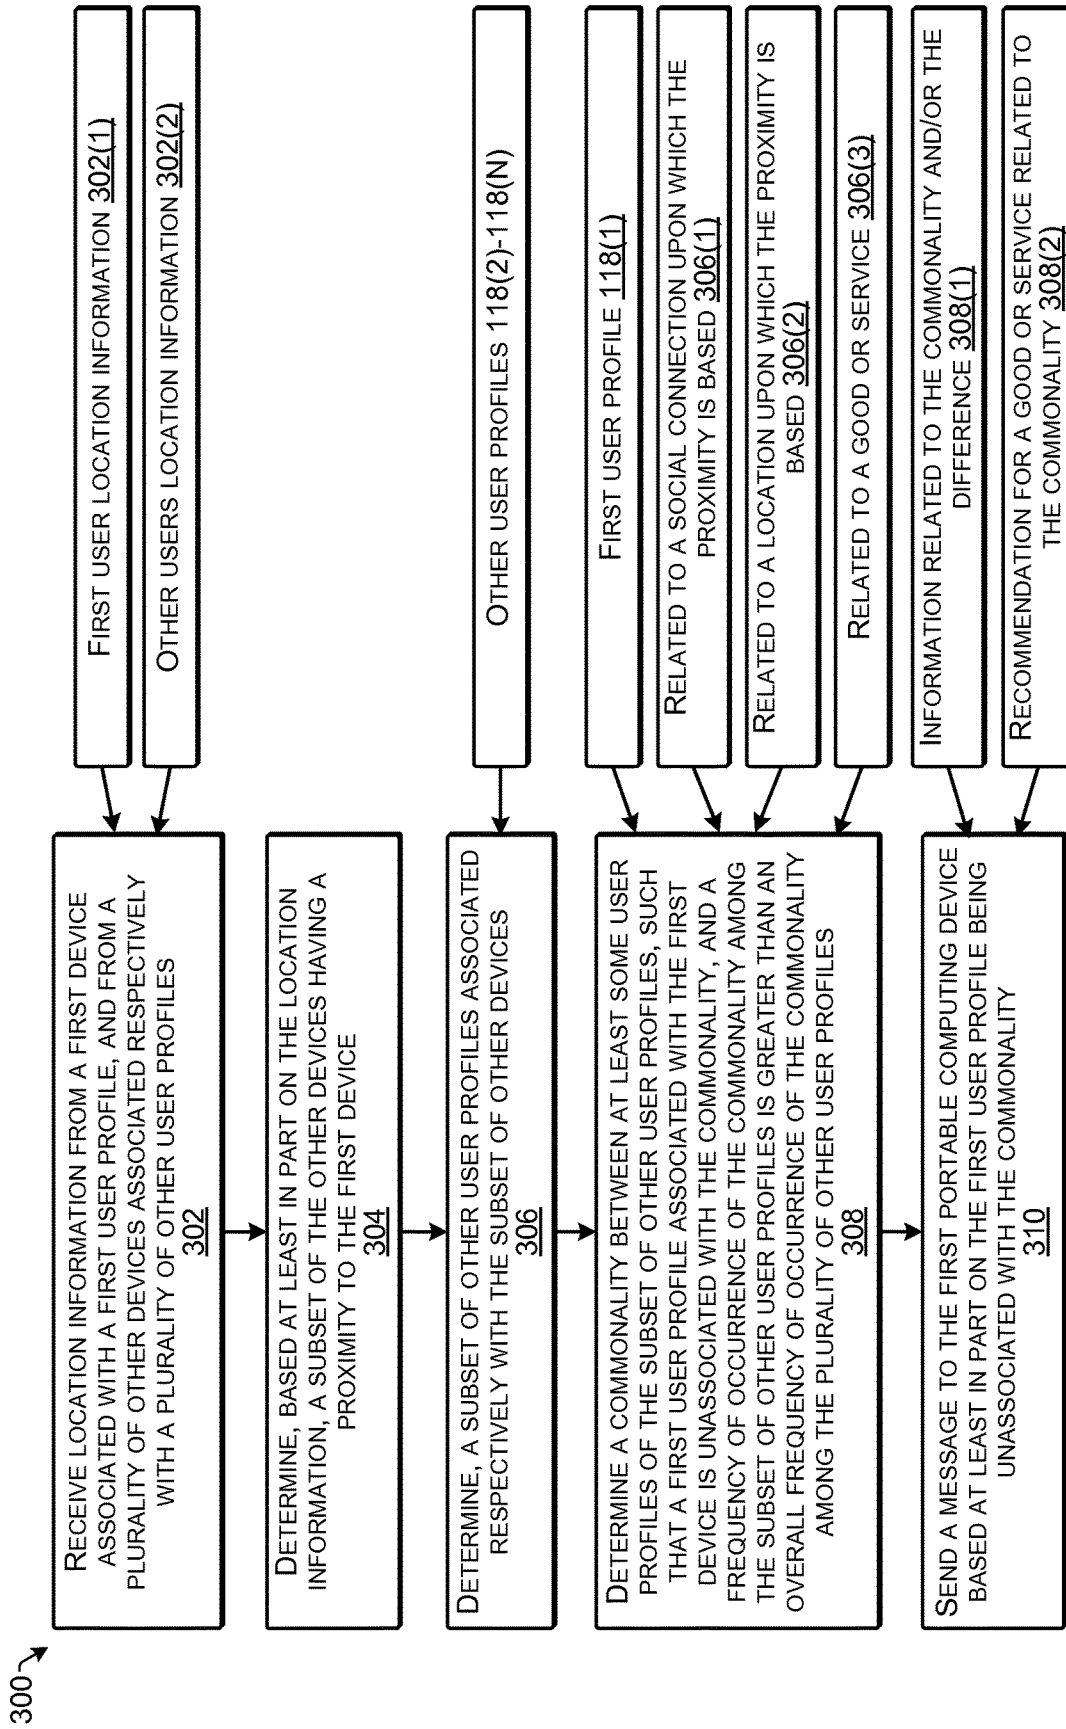 300
RECEIVE LOCATION INFORMATION FROM A FIRST DEVICE
ASSOCIATED WITH A FIRST USER PROFILE, AND FROM A
PLURALITY OF OTHER DEVICES ASSOCIATED RESPECTIVELY
WITH A PLURALITY OF OTHER USER PROFILES
302
FIRST USER LOCATION INFORMATION 302(1)
OTHER USERS LOCATION INFORMATION 302(2)
DETERMINE, BASED AT LEAST IN PART ON THE LOCATION
INFORMATION, A SUBSET OF THE OTHER DEVICES HAVING A
PROXIMITY TO THE FIRST DEVICE
304
DETERMINE, A SUBSET OF OTHER USER PROFILES ASSOCIATED
RESPECTIVELY WITH THE SUBSET OF OTHER DEVICES
306
OTHER USER PROFILES 118(2)-118(N)
DETERMINE A COMMONALITY BETWEEN AT LEAST SOME USER
PROFILES OF THE SUBSET OF OTHER USER PROFILES, SUCH
THAT A FIRST USER PROFILE ASSOCIATED WITH THE FIRST
DEVICE IS UNASSOCIATED WITH THE COMMONALITY, AND A
FREQUENCY OF OCCURRENCE OF THE COMMONALITY AMONG
THE SUBSET OF OTHER USER PROFILES IS GREATER THAN AN
OVERALL FREQUENCY OF OCCURRENCE OF THE COMMONALITY
AMONG THE PLURALITY OF OTHER USER PROFILES
308
FIRST USER PROFILE 118(1)
RELATED TO A SOCIAL CONNECTION UPON WHICH THE
PROXIMITY IS BASED 306(1)
RELATED TO A LOCATION UPON WHICH THE PROXIMITY IS
BASED 306(2)
RELATED TO A GOOD OR SERVICE 306(3)
SEND A MESSAGE TO THE FIRST PORTABLE COMPUTING DEVICE
BASED AT LEAST IN PART ON THE FIRST USER PROFILE BEING
UNASSOCIATED WITH THE COMMONALITY
310
INFORMATION RELATED TO THE COMMONALITY AND/OR THE
DIFFERENCE 308(1)
RECOMMENDATION FOR A GOOD OR SERVICE RELATED TO
THE COMMONALITY 308(2)